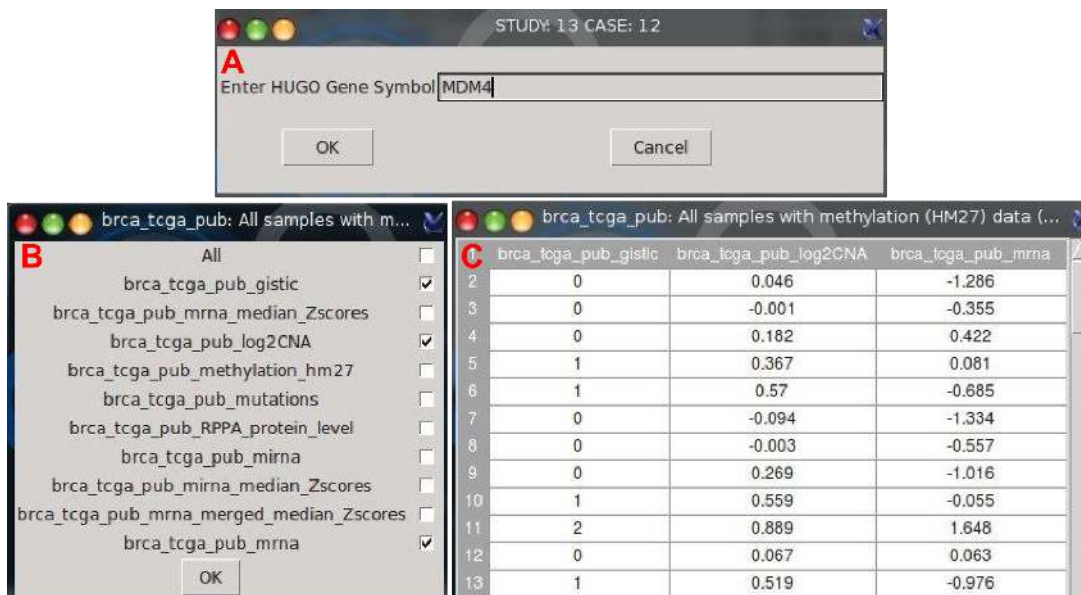 STUDY: 13 CASE: 12
A
Enter HUGO Gene Symbol MDM4
OK Cancel
brca_tcga_pub: All samples with m...
B
All
brca_tcga_pub_gistic
brca_tcga_pub_mrna_median_Zscores
brca_tcga_pub_log2CNA
brca_tcga_pub_methylation_hm27
brca_tcga_pub_mutations
brca_tcga_pub_RPPA_protein_level
brca_tcga_pub_mirna
brca_tcga_pub_mirna_median_Zscores
brca_tcga_pub_mrna_merged_median_Zscores
brca_tcga_pub_mrna
OK
brca_tcga_pub: All samples with methylation (HM27) data (...
C
1 brca_tcga_pub_gistic brca_tcga_pub_log2CNA brca_tcga_pub_mrna
2 0 0.046 -1.286
3 0 -0.001 -0.355
4 0 0.182 0.422
5 1 0.367 0.081
6 1 0.57 -0.685
7 0 -0.094 -1.334
8 0 -0.003 -0.557
9 0 0.269 -1.016
10 1 0.559 -0.055
11 2 0.889 1.648
12 0 0.067 0.063
13 1 0.519 -0.976